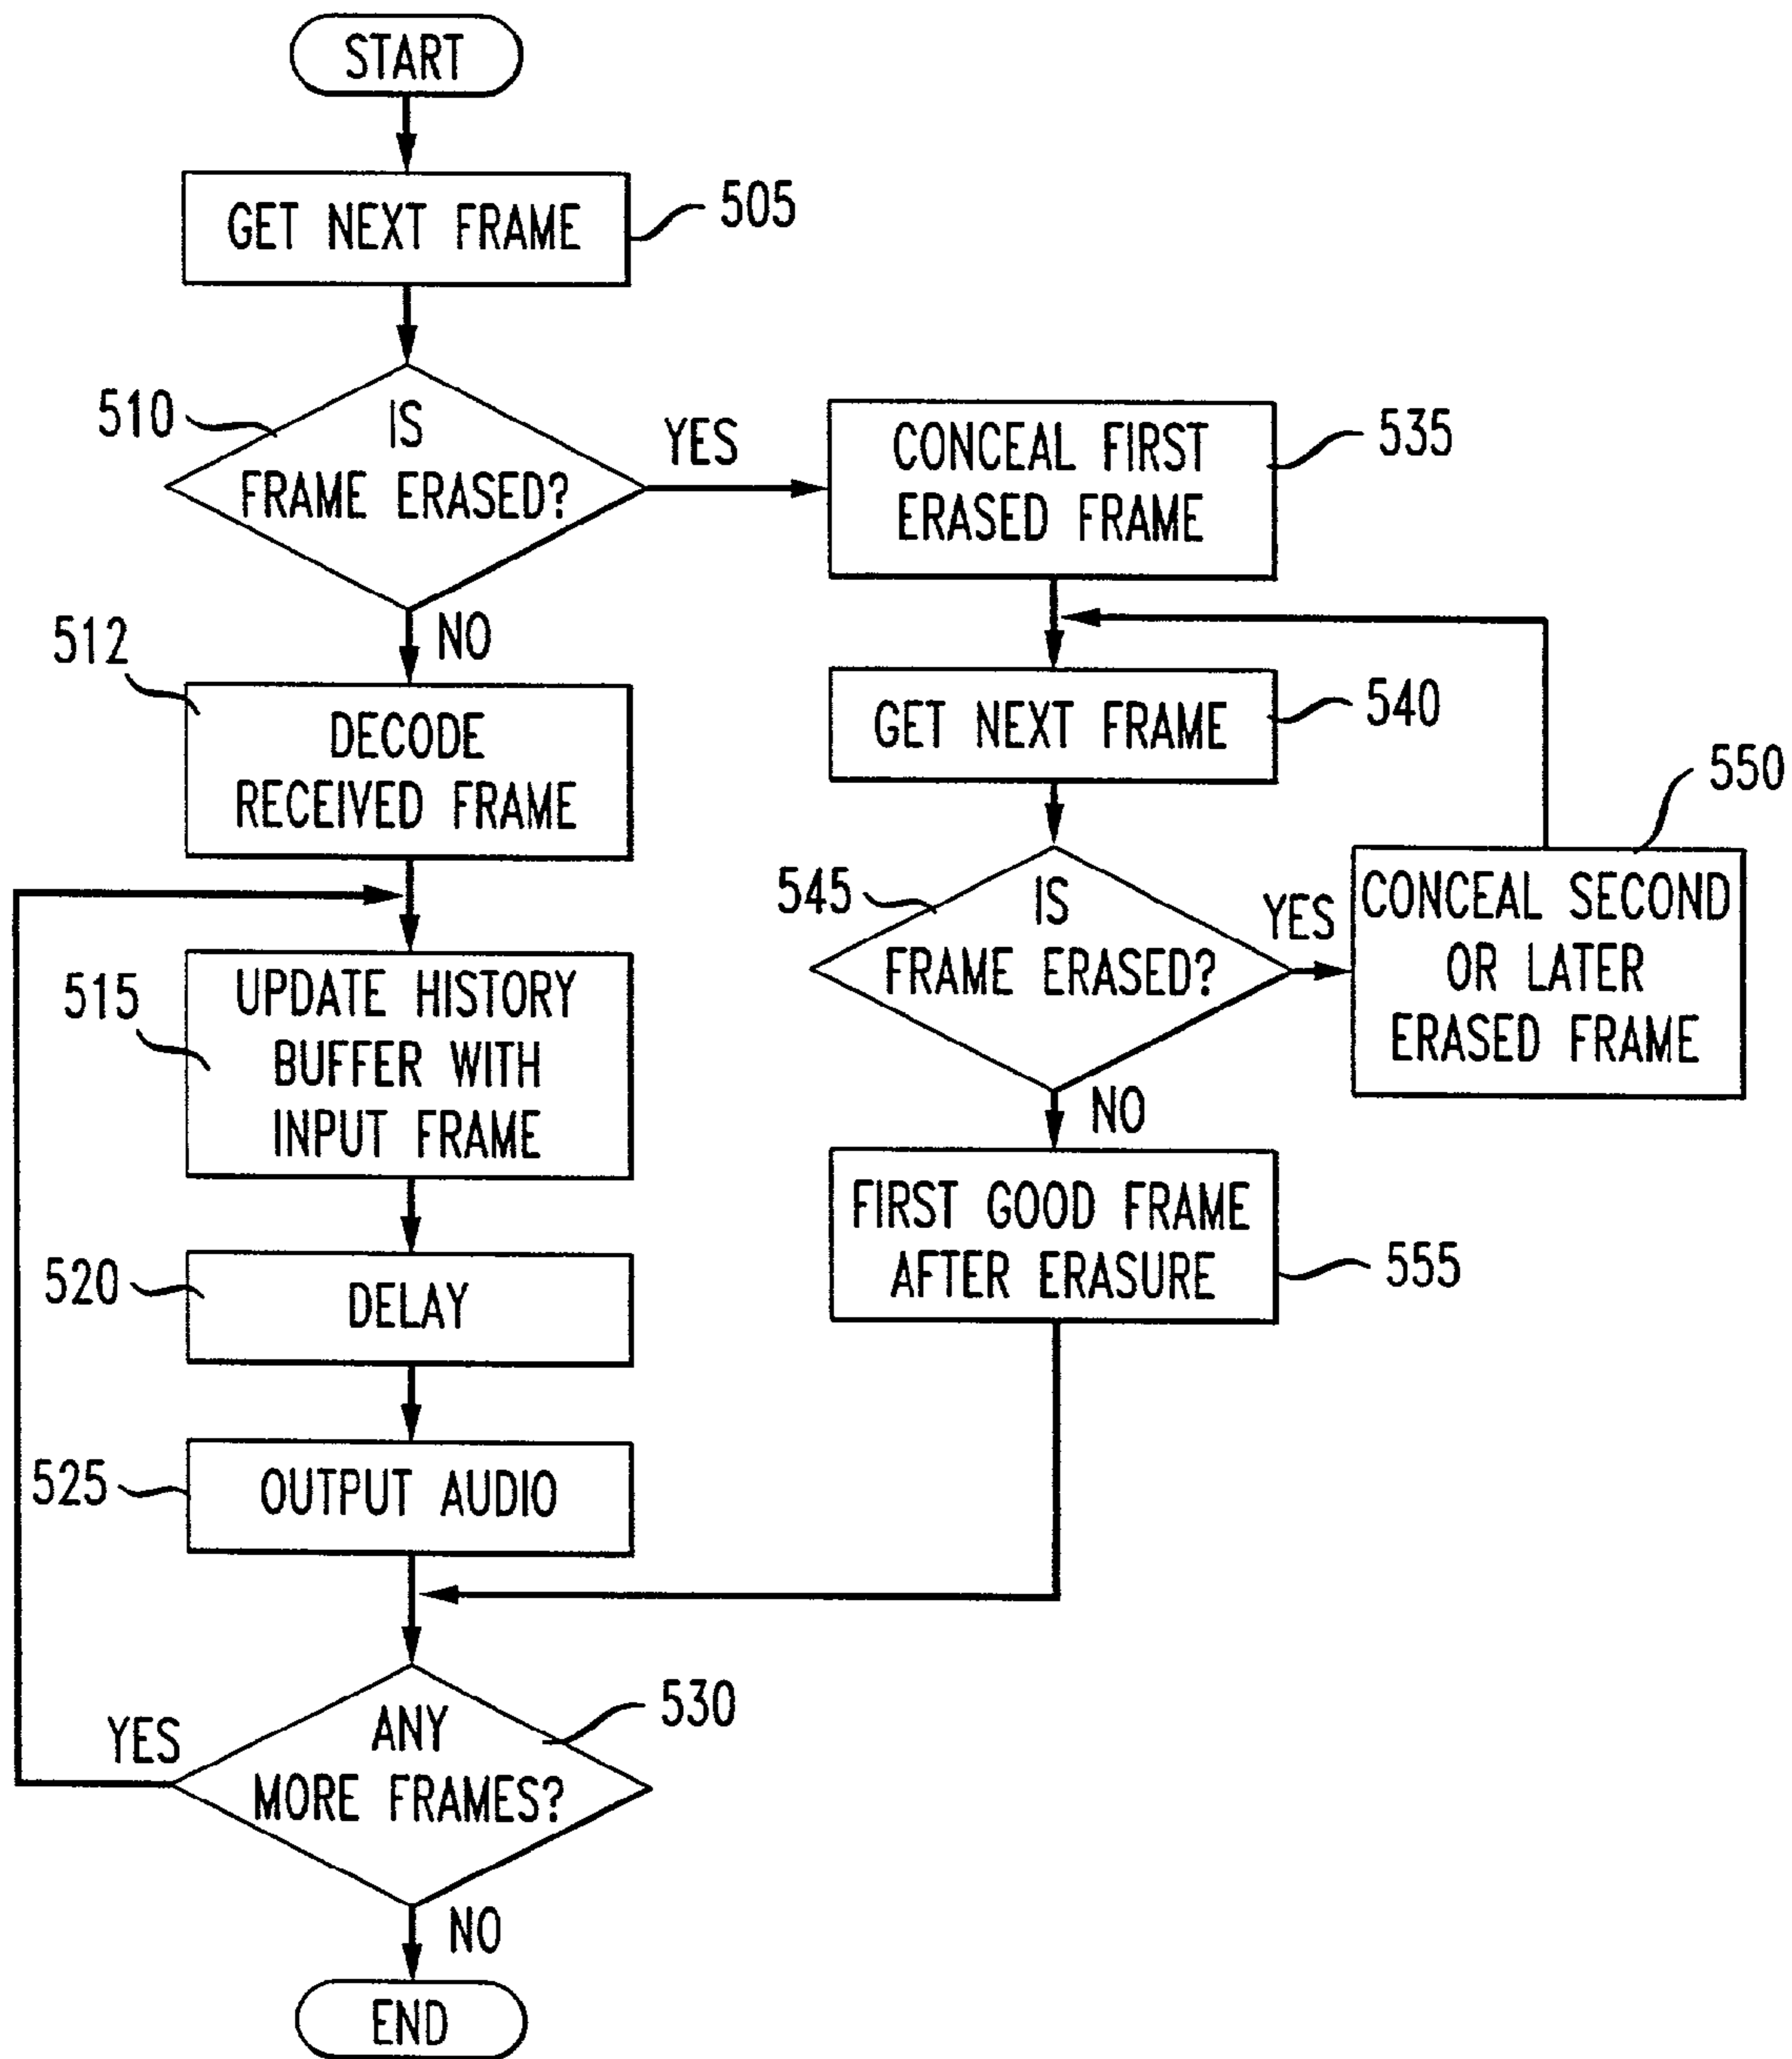 START
GET NEXT FRAME
505
510
IS
FRAME ERASED?
YES
NO
CONCEAL FIRST
ERASED FRAME
535
512
DECODE
RECEIVED FRAME
GET NEXT FRAME
540
550
545
IS
FRAME ERASED?
YES
NO
CONCEAL SECOND
OR LATER
ERASED FRAME
515
UPDATE HISTORY
BUFFER WITH
INPUT FRAME
FIRST GOOD FRAME
AFTER ERASURE
555
520
DELAY
525
OUTPUT AUDIO
530
ANY
MORE FRAMES?
YES
NO
END